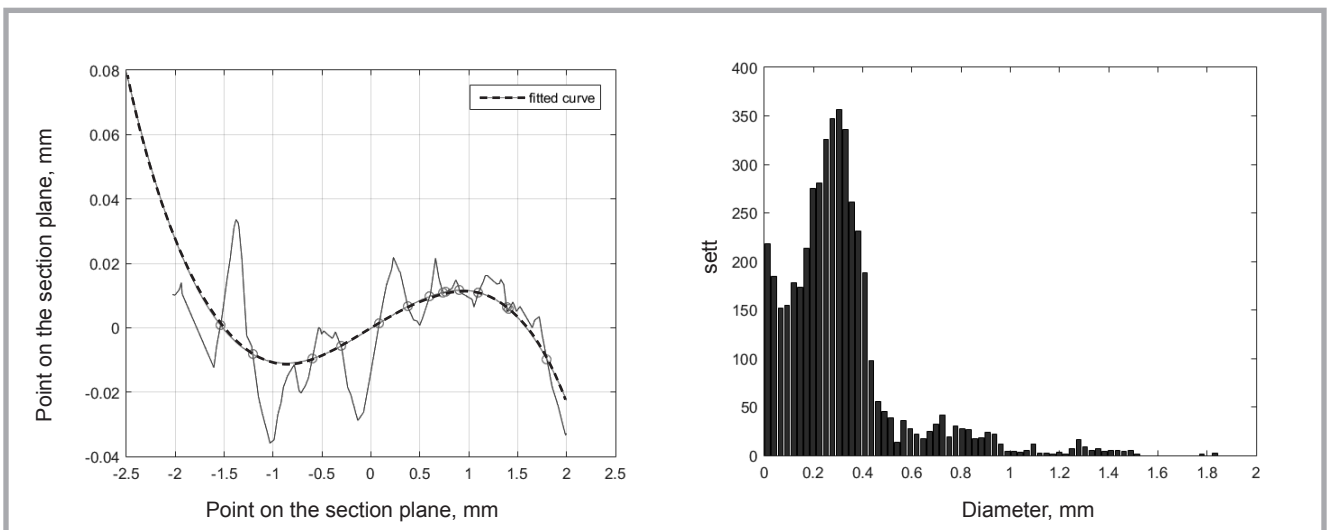 0.08
0.06
0.04
0.02
0
-0.02
-0.04
-2.5 -2 -1.5 -1 -0.5 0 0.5 1 1.5 2 2.5
fitted curve
Point on the section plane, mm
Point on the section plane, mm
400
350
300
250
200
150
100
50
0
0 0.2 0.4 0.6 0.8 1 1.2 1.4 1.6 1.8 2
sett
Diameter, mm